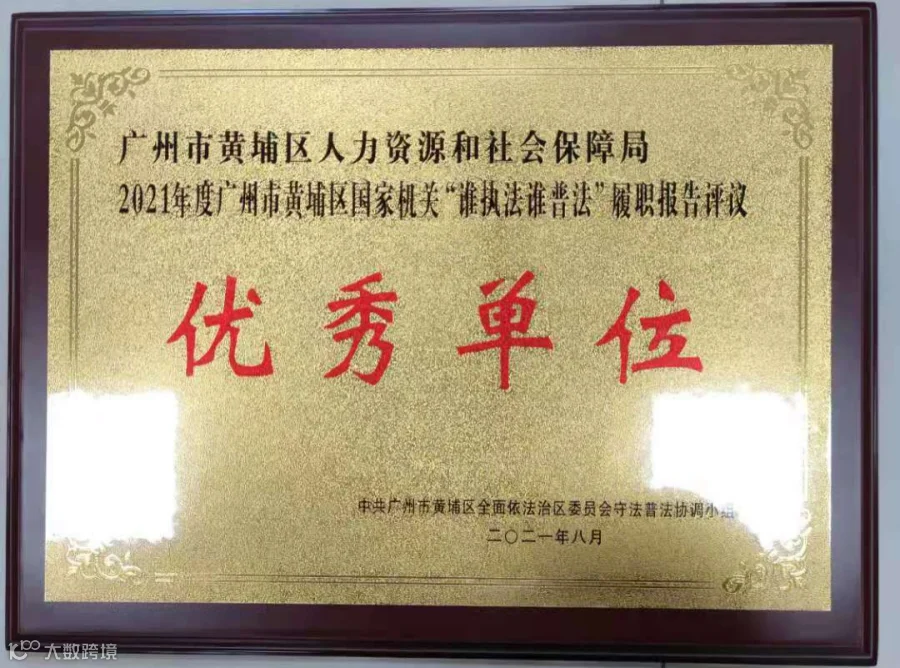 广州市黄埔区人力资源和社会保障局
2021年度广州市黄埔区国家机关“谁执法谁普法”履职报告评议
优秀单位
中共广州市黄埔区全面依法治区委员会守法普法协调小组
二〇二一年八月
大数跨境